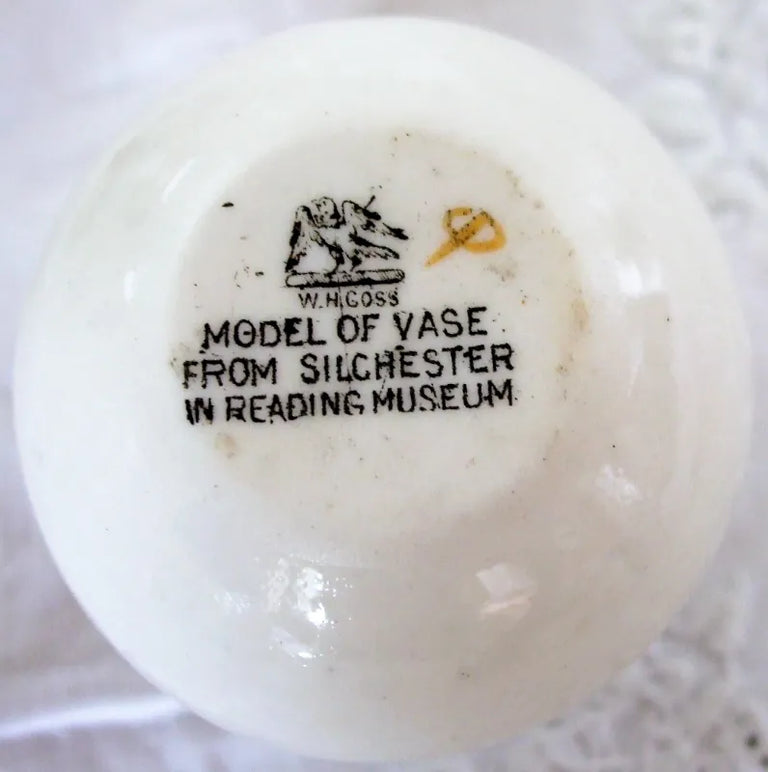 W.H.GOSS
MODEL OF VASE
FROM SILCHESTER
IN READING MUSEUM